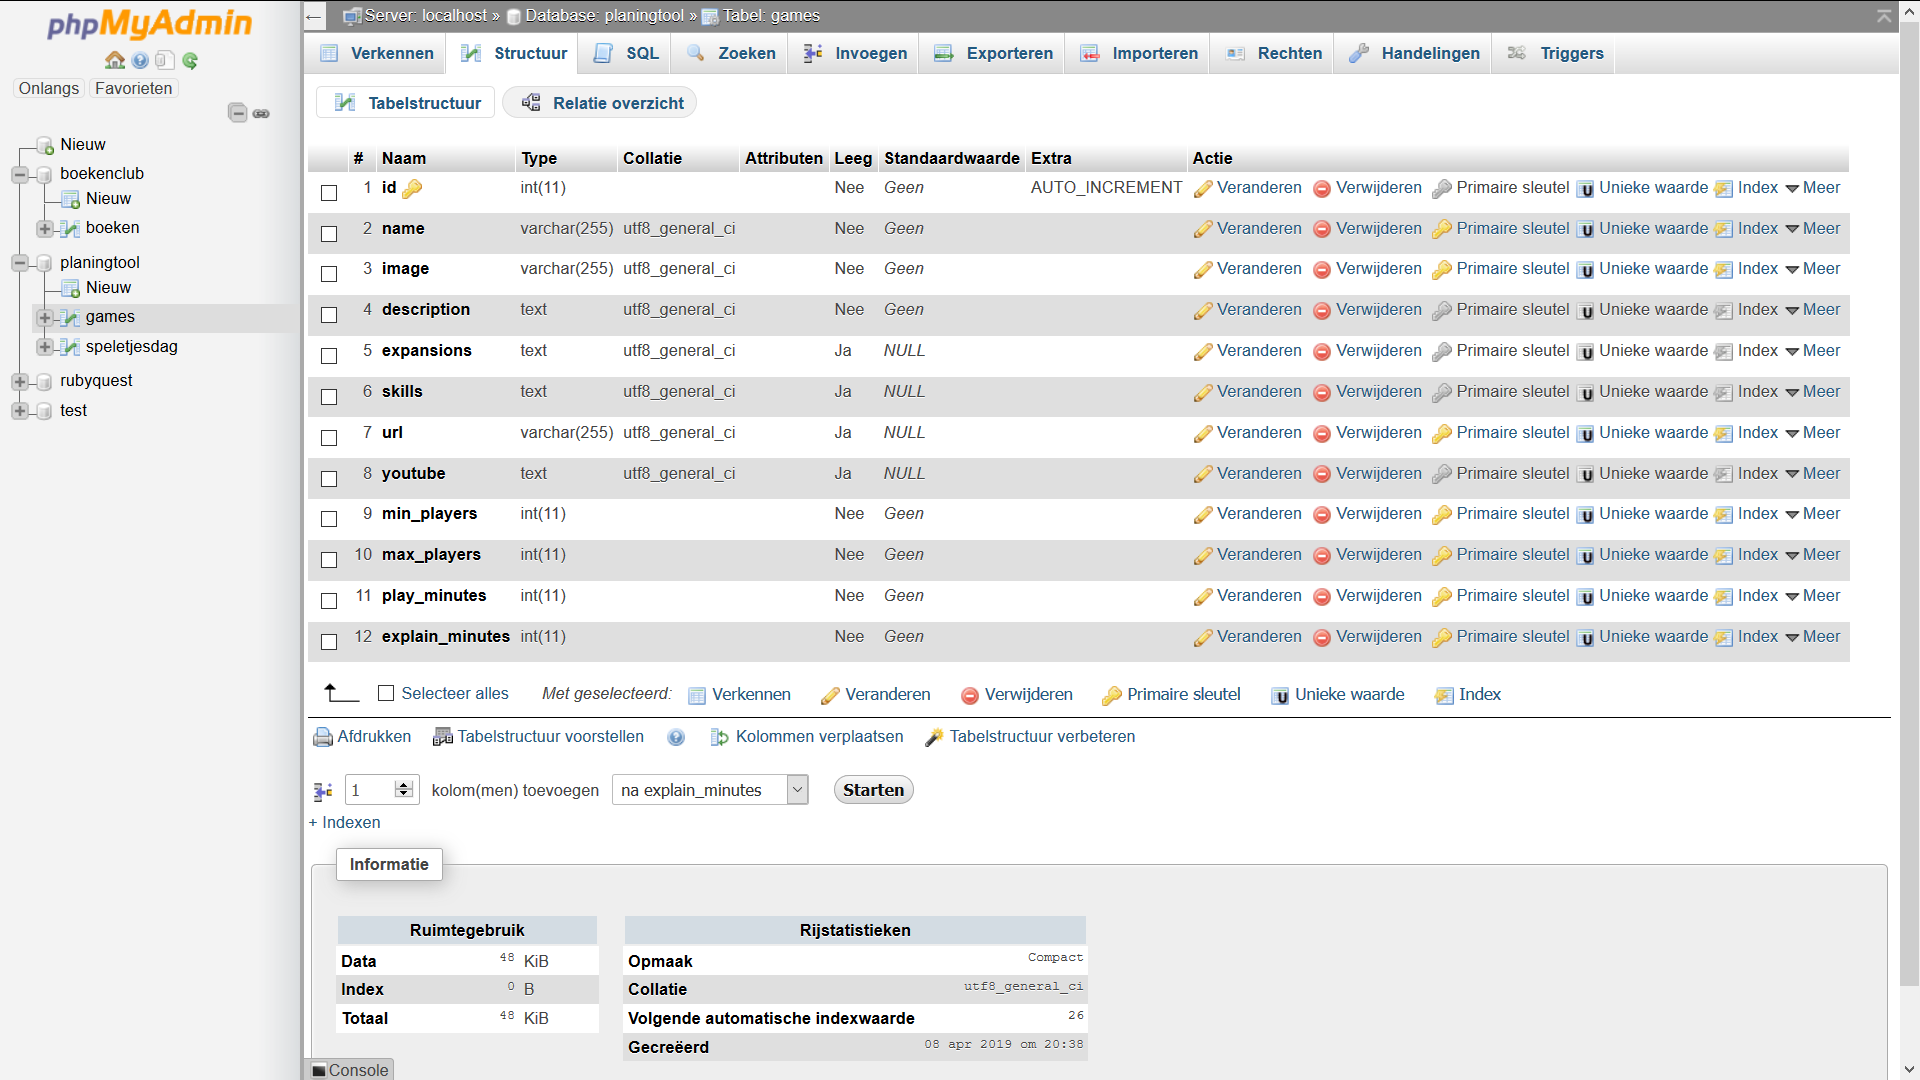 phpMyAdmin
Onlangs Favorieten
Nieuw
boekenclub
Nieuw
boeken
planingtool
Nieuw
games
speletjesdag
rubyquest
test
Server: localhost » Database: planingtool » Tabel: games
Verkennen Structuur SQL Zoeken Invoegen Exporteren Importeren Rechten Handelingen Triggers
Tabelstructuur Relatie overzicht
# Naam Type Collatie Attributen Leeg Standaardwaarde Extra Actie
1 id int(11) Nee Geen AUTO_INCREMENT Veranderen Verwijderen Primaire sleutel Unieke waarde Index Meer
2 name varchar(255) utf8_general_ci Nee Geen Veranderen Verwijderen Primaire sleutel Unieke waarde Index Meer
3 image varchar(255) utf8_general_ci Nee Geen Veranderen Verwijderen Primaire sleutel Unieke waarde Index Meer
4 description text utf8_general_ci Nee Geen Veranderen Verwijderen Primaire sleutel Unieke waarde Index Meer
5 expansions text utf8_general_ci Ja NULL Veranderen Verwijderen Primaire sleutel Unieke waarde Index Meer
6 skills text utf8_general_ci Ja NULL Veranderen Verwijderen Primaire sleutel Unieke waarde Index Meer
7 url varchar(255) utf8_general_ci Ja NULL Veranderen Verwijderen Primaire sleutel Unieke waarde Index Meer
8 youtube text utf8_general_ci Ja NULL Veranderen Verwijderen Primaire sleutel Unieke waarde Index Meer
9 min_players int(11) Nee Geen Veranderen Verwijderen Primaire sleutel Unieke waarde Index Meer
10 max_players int(11) Nee Geen Veranderen Verwijderen Primaire sleutel Unieke waarde Index Meer
11 play_minutes int(11) Nee Geen Veranderen Verwijderen Primaire sleutel Unieke waarde Index Meer
12 explain_minutes int(11) Nee Geen Veranderen Verwijderen Primaire sleutel Unieke waarde Index Meer
Selecteer alles Met geselecteerd: Verkennen Veranderen Verwijderen Primaire sleutel Unieke waarde Index
Afdrukken Tabelstructuur voorstellen Kolommen verplaatsen Tabelstructuur verbeteren
1 kolom(men) toevoegen na explain_minutes Starten
+ Indexen
Informatie
Ruimtegebruik
Data 48 KiB
Index 0 B
Totaal 48 KiB
Rijstatistieken
Opmaak Compact
Collatie utf8_general_ci
Volgende automatische indexwaarde 26
Gecreëerd 08 apr 2019 om 20:38
Console